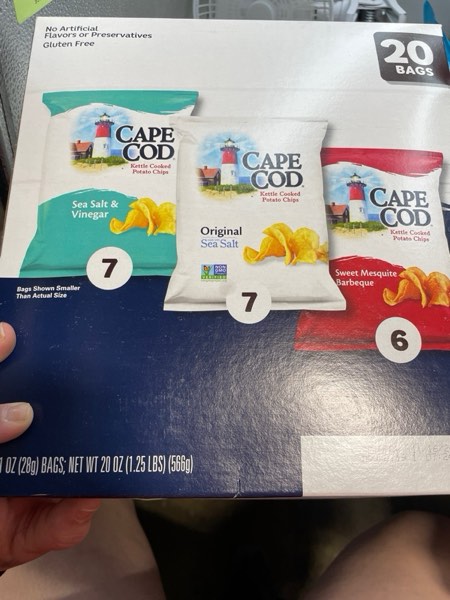 No Artificial
Flavors or Preservatives
Gluten Free
20
BAGS
CAPE
COD
Kettle Cooked
Potato Chips
Sea Salt &
Vinegar
7
CAPE
COD
Kettle Cooked
Potato Chips
Original
Sea Salt
NON
GMO
7
CAPE
COD
Kettle Cooked
Potato Chips
Sweet Mesquite
Barbeque
6
Bags Shown Smaller
Than Actual Size
1 OZ (28g) BAGS; NET WT 20 OZ (1.25 LBS) (566g)